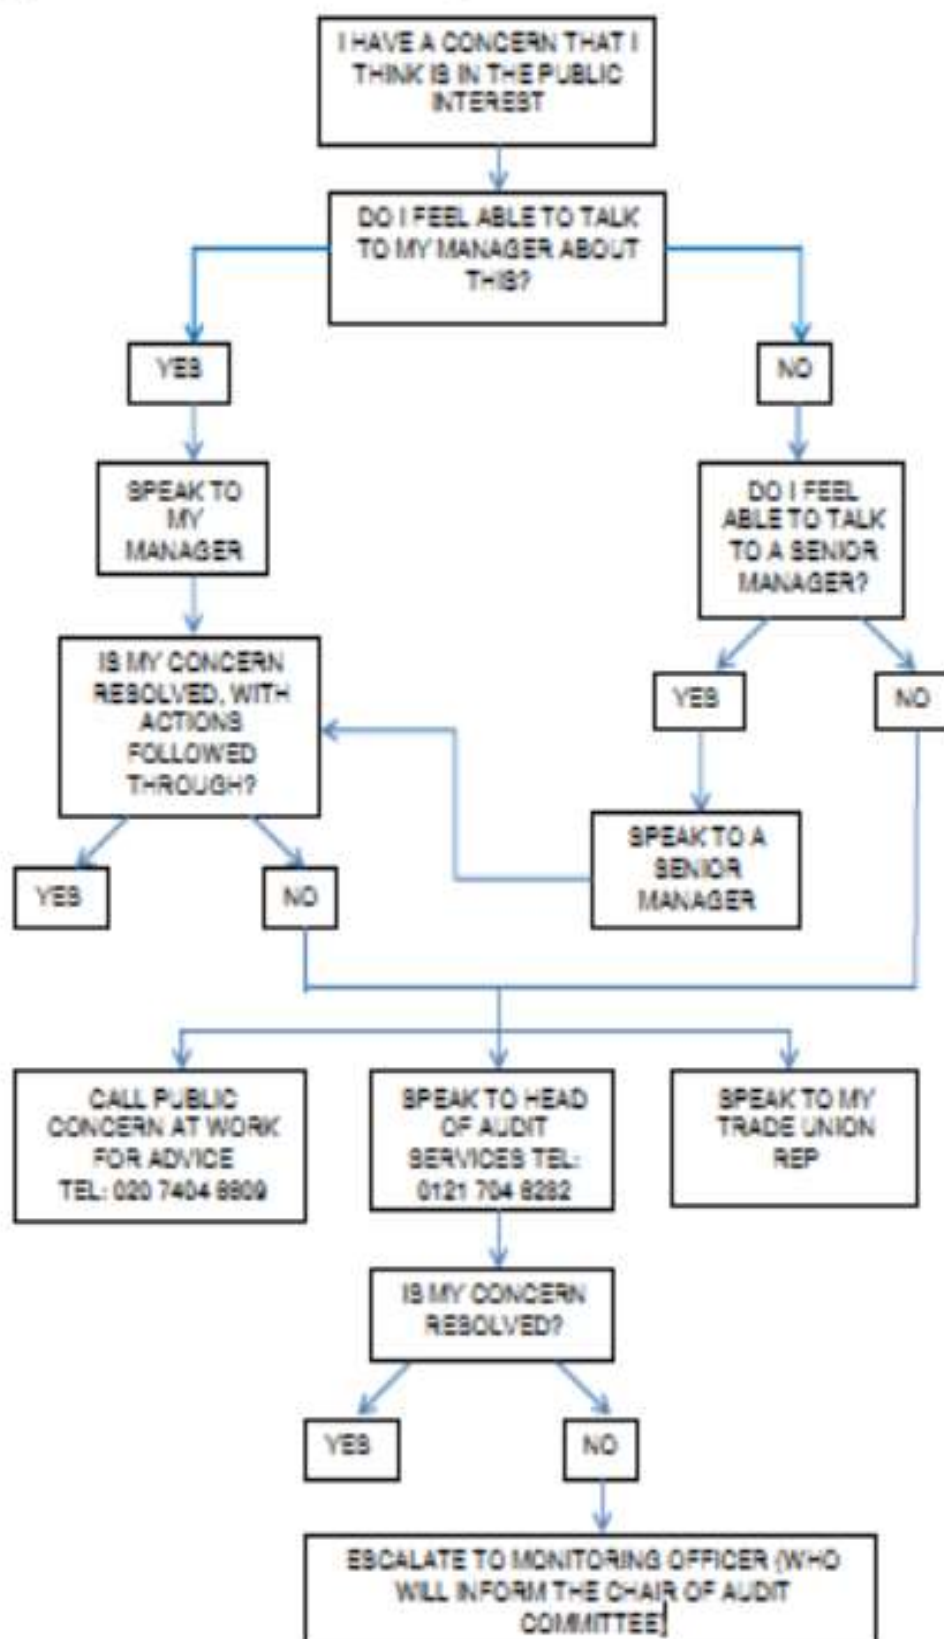 I HAVE A CONCERN THAT I
THINK IS IN THE PUBLIC
INTEREST
DO I FEEL ABLE TO TALK
TO MY MANAGER ABOUT
THIS?
YES
NO
SPEAK TO
MY
MANAGER
DO I FEEL
ABLE TO TALK
TO A SENIOR
MANAGER?
IS MY CONCERN
RESOLVED, WITH
ACTIONS
FOLLOWED
THROUGH?
YES
NO
SPEAK TO A
SENIOR
MANAGER
YES
NO
CALL PUBLIC
CONCERN AT WORK
FOR ADVICE
TEL: 020 7404
SPEAK TO HEAD
OF AUDIT
SERVICES TEL:
0121 704
SPEAK TO MY
TRADE UNION
REP
IS MY CONCERN
RESOLVED?
YES
NO
ESCALATE TO MONITORING OFFICER (WHO
WILL INFORM THE CHAIR OF AUDIT
COMMITTEE)